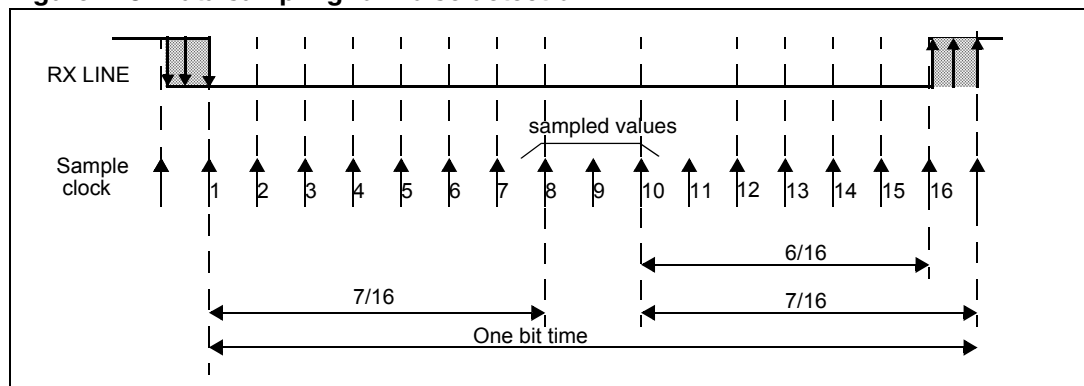 RX LINE
sampled values
Sample
clock
1 2 3 4 5 6 7 8 9 10 11 12 13 14 15 16
6/16
7/16
7/16
One bit time